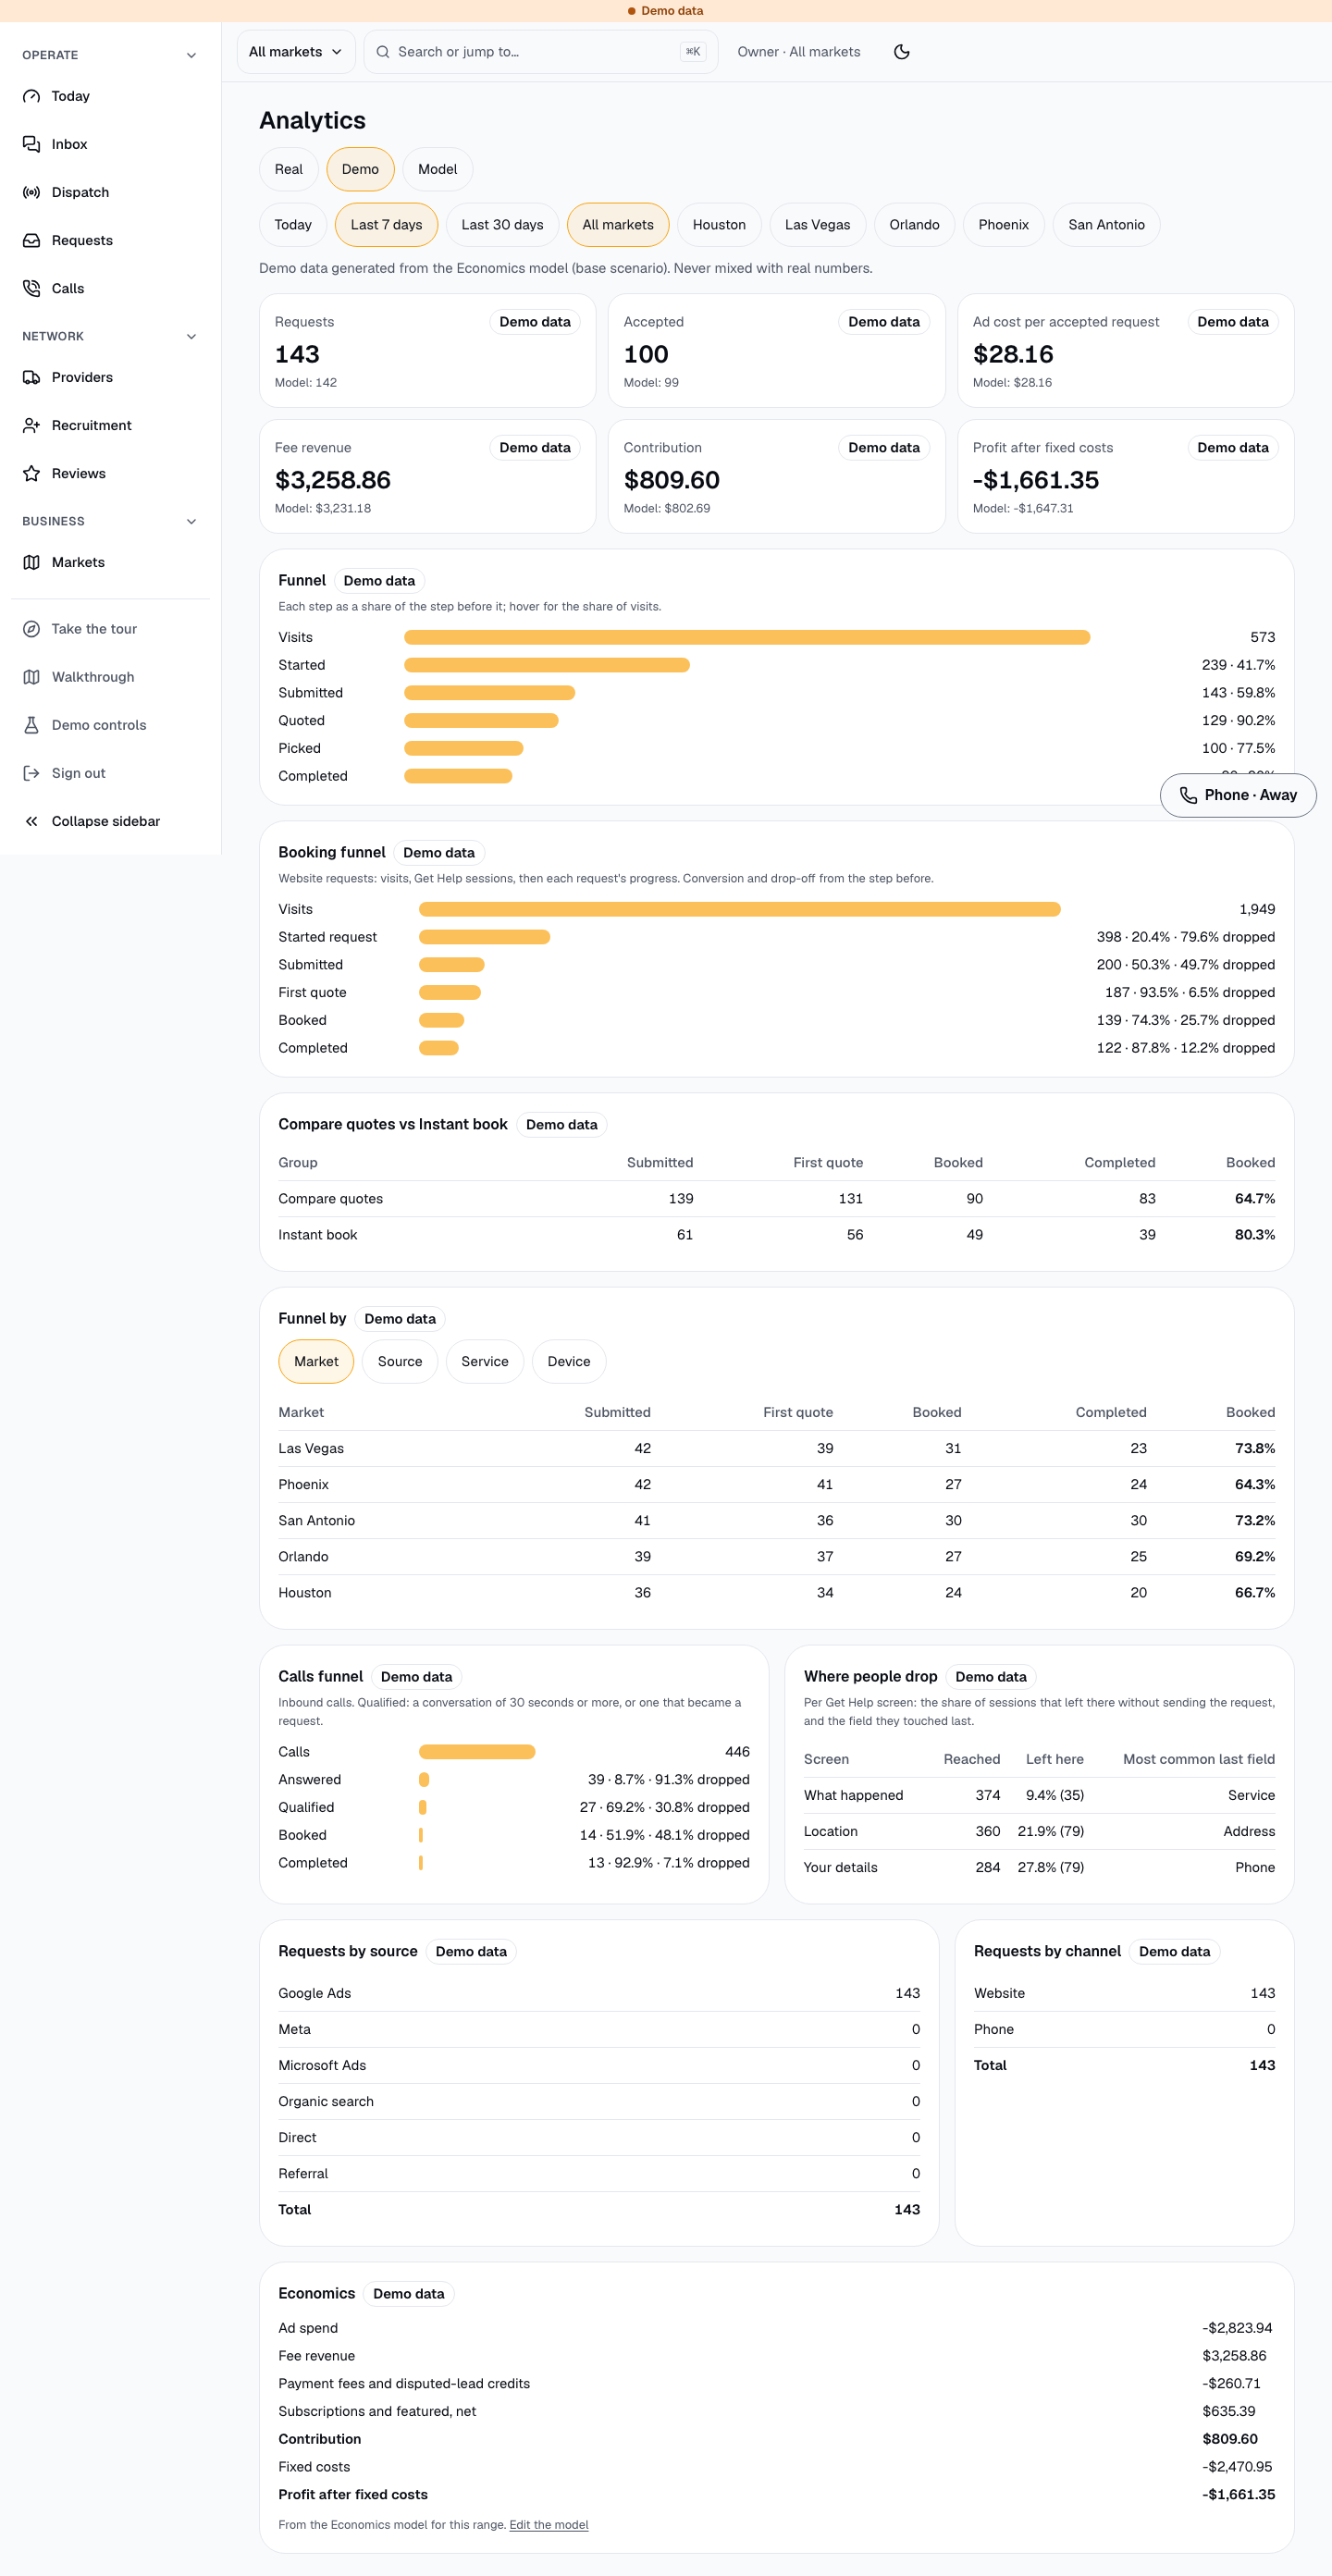 Demo data
OPERATE
Today
Inbox
Dispatch
Requests
Calls
NETWORK
Providers
Recruitment
Reviews
BUSINESS
Markets
Take the tour
Walkthrough
Demo controls
Sign out
Collapse sidebar
All markets
Search or jump to...
⌘K
Owner · All markets
Analytics
Real Demo Model
Today Last 7 days Last 30 days All markets Houston Las Vegas Orlando Phoenix San Antonio
Demo data generated from the Economics model (base scenario). Never mixed with real numbers.
Requests Demo data
143
Model: 142
Accepted Demo data
100
Model: 99
Ad cost per accepted request Demo data
$28.16
Model: $28.16
Fee revenue Demo data
$3,258.86
Model: $3,231.18
Contribution Demo data
$809.60
Model: $802.69
Profit after fixed costs Demo data
-$1,661.35
Model: -$1,647.31
Funnel Demo data
Each step as a share of the step before it; hover for the share of visits.
Visits 573
Started 239 · 41.7%
Submitted 143 · 59.8%
Quoted 129 · 90.2%
Picked 100 · 77.5%
Completed
Phone · Away
Booking funnel Demo data
Website requests: visits, Get Help sessions, then each request's progress. Conversion and drop-off from the step before.
Visits 1,949
Started request 398 · 20.4% · 79.6% dropped
Submitted 200 · 50.3% · 49.7% dropped
First quote 187 · 93.5% · 6.5% dropped
Booked 139 · 74.3% · 25.7% dropped
Completed 122 · 87.8% · 12.2% dropped
Compare quotes vs Instant book Demo data
Group Submitted First quote Booked Completed Booked
Compare quotes 139 131 90 83 64.7%
Instant book 61 56 49 39 80.3%
Funnel by Demo data
Market Source Service Device
Market Submitted First quote Booked Completed Booked
Las Vegas 42 39 31 23 73.8%
Phoenix 42 41 27 24 64.3%
San Antonio 41 36 30 30 73.2%
Orlando 39 37 27 25 69.2%
Houston 36 34 24 20 66.7%
Calls funnel Demo data
Inbound calls. Qualified: a conversation of 30 seconds or more, or one that became a
request.
Calls 446
Answered 39 · 8.7% · 91.3% dropped
Qualified 27 · 69.2% · 30.8% dropped
Booked 14 · 51.9% · 48.1% dropped
Completed 13 · 92.9% · 7.1% dropped
Where people drop Demo data
Per Get Help screen: the share of sessions that left there without sending the request,
and the field they touched last.
Screen Reached Left here Most common last field
What happened 374 9.4% (35) Service
Location 360 21.9% (79) Address
Your details 284 27.8% (79) Phone
Requests by source Demo data
Google Ads 143
Meta 0
Microsoft Ads 0
Organic search 0
Direct 0
Referral 0
Total 143
Requests by channel Demo data
Website 143
Phone 0
Total 143
Economics Demo data
Ad spend -$2,823.94
Fee revenue $3,258.86
Payment fees and disputed-lead credits -$260.71
Subscriptions and featured, net $635.39
Contribution $809.60
Fixed costs -$2,470.95
Profit after fixed costs -$1,661.35
From the Economics model for this range. Edit the model